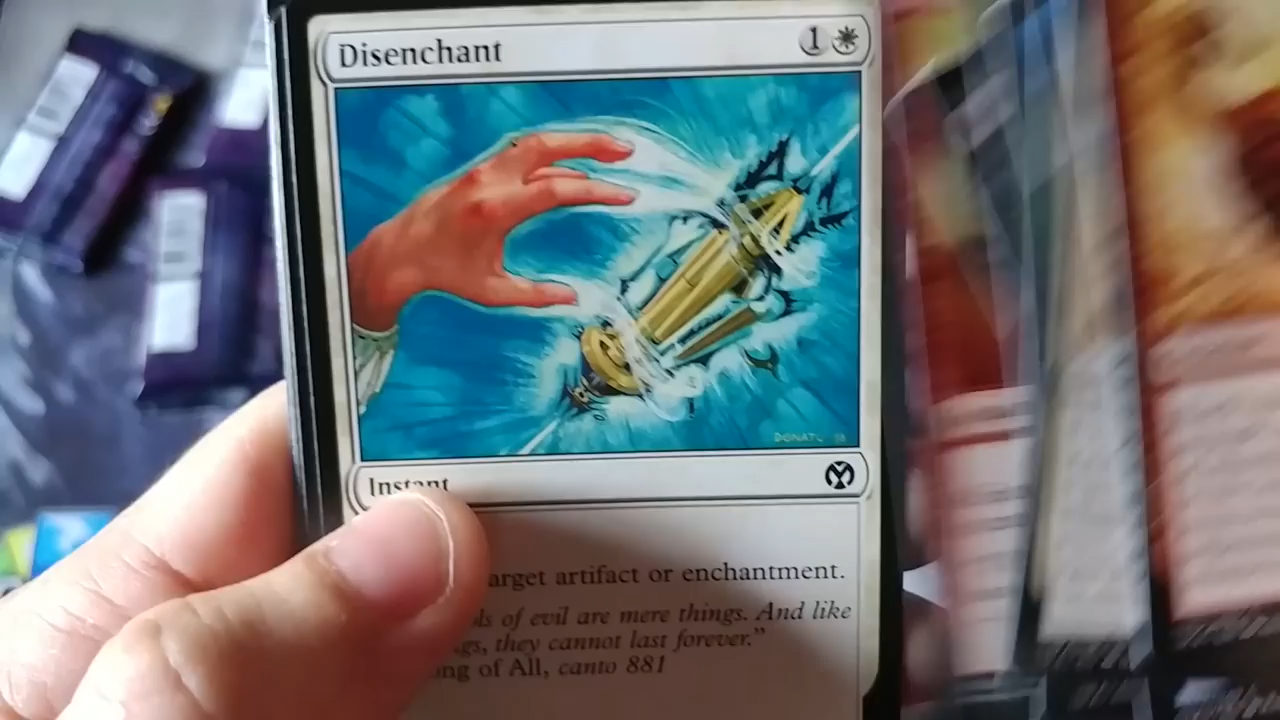 Disenchant 1
DONATO
Instant
arget artifact or enchantment.
ls of evil are mere things. And like
gs, they cannot last forever."
ng of All, canto 881